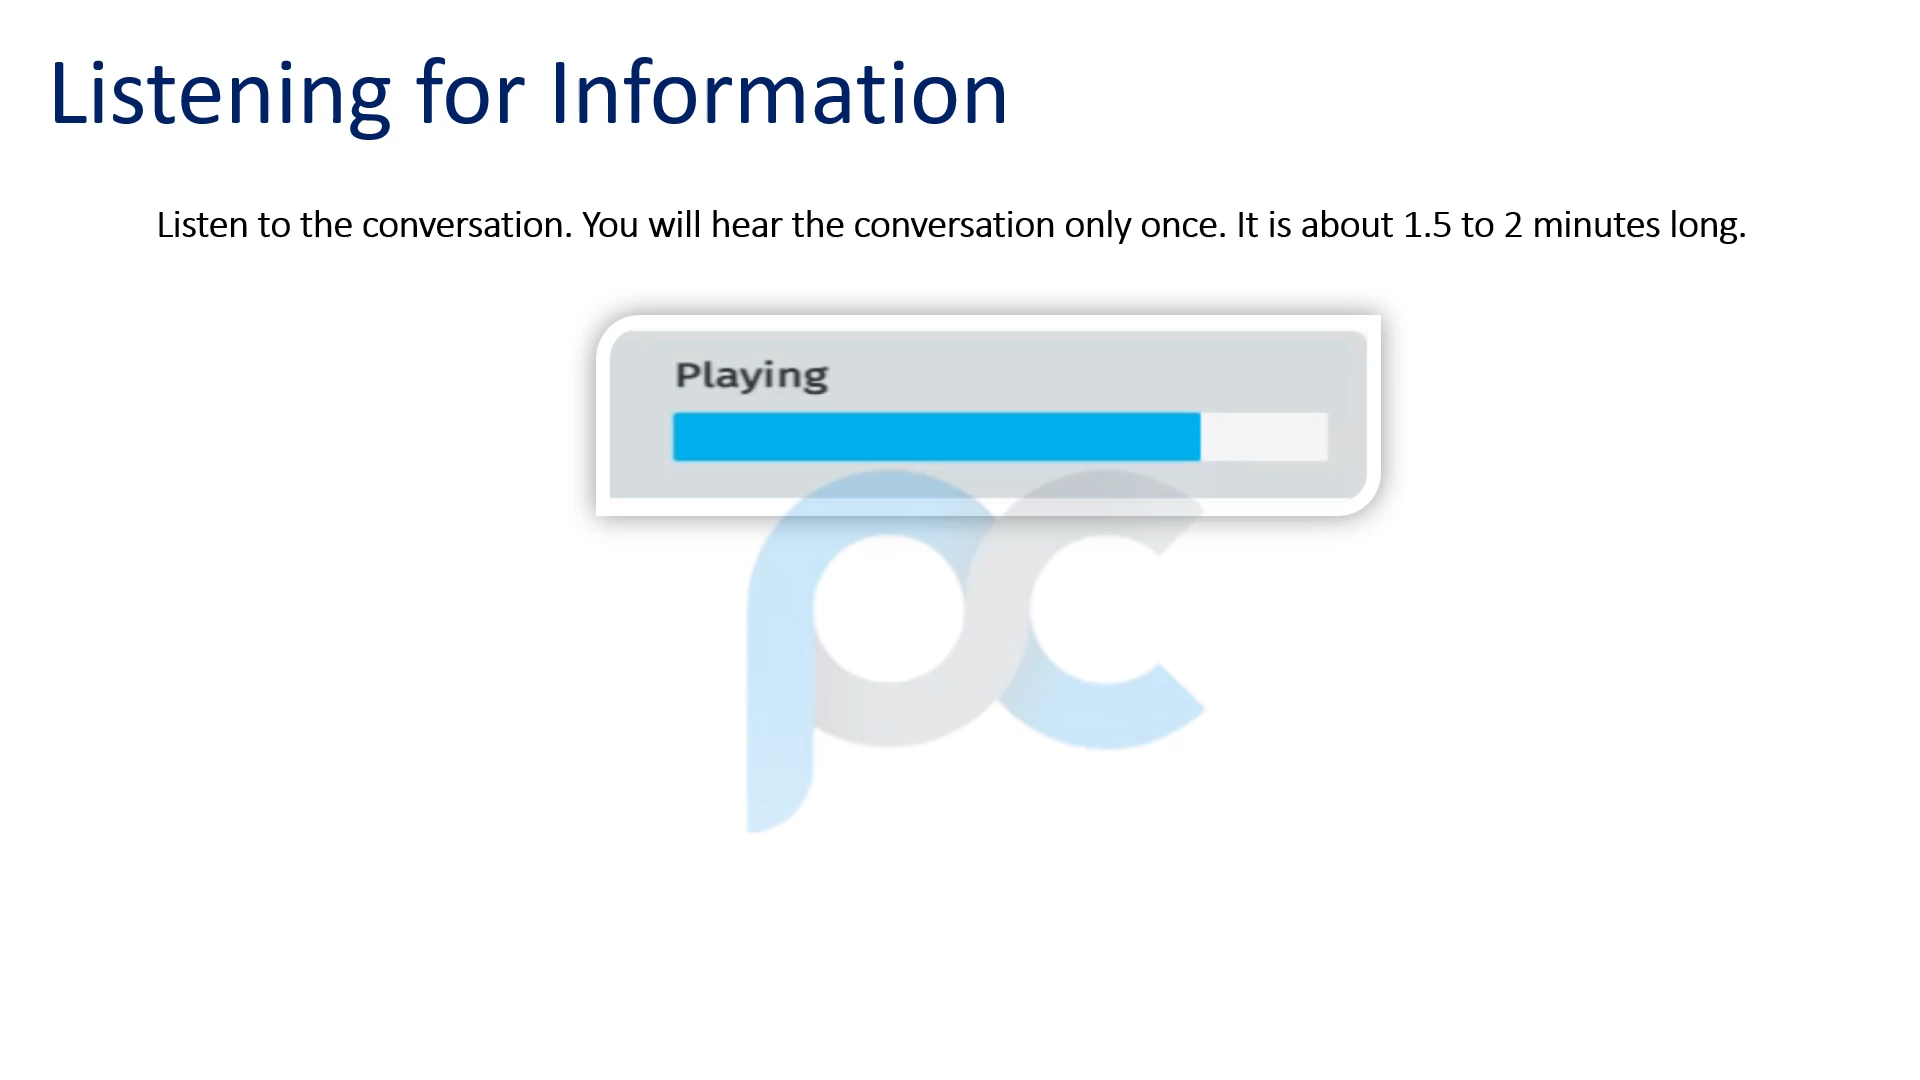 Listening for Information
Listen to the conversation. You will hear the conversation only once. It is about 1.5 to 2 minutes long.
Playing
pc